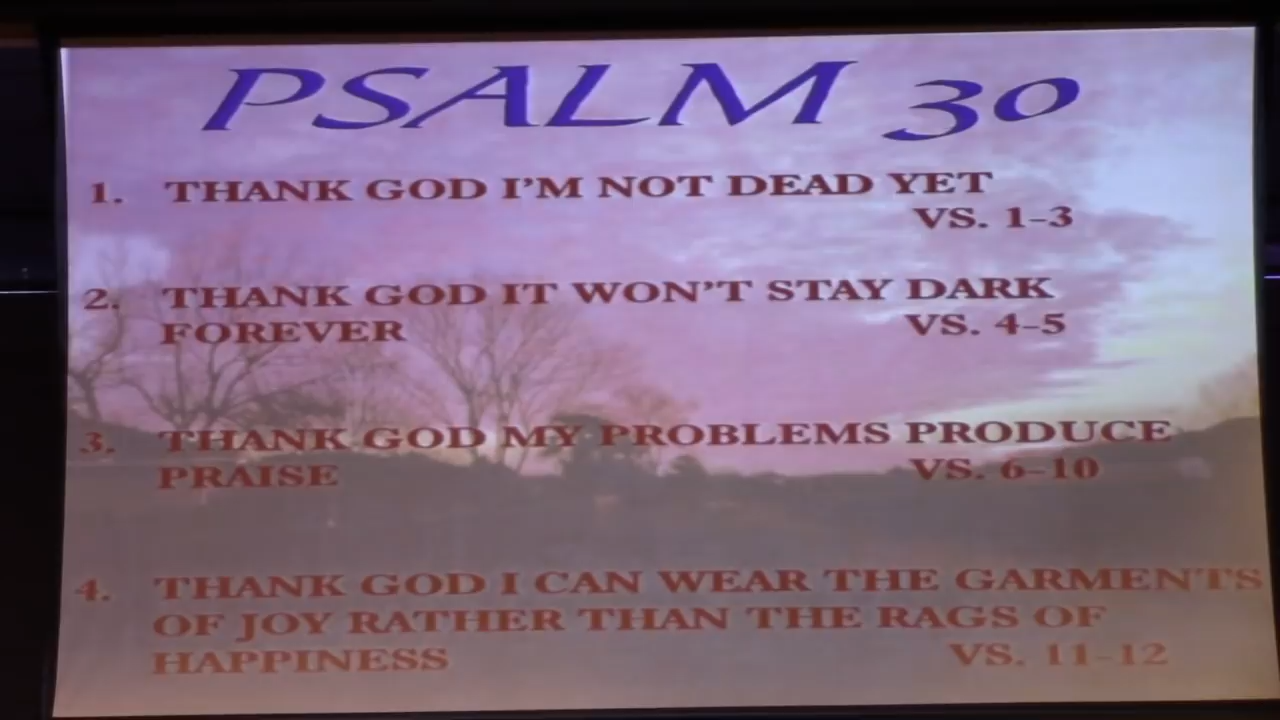 PSALM 30
1. THANK GOD I'M NOT DEAD YET
VS. 1-3
2. THANK GOD IT WON'T STAY DARK
FOREVER VS. 4-5
3. THANK GOD MY PROBLEMS PRODUCE
PRAISE VS. 6-10
4. THANK GOD I CAN WEAR THE GARMENTS
OF JOY RATHER THAN THE RAGS OF
HAPPINESS VS. 11-12